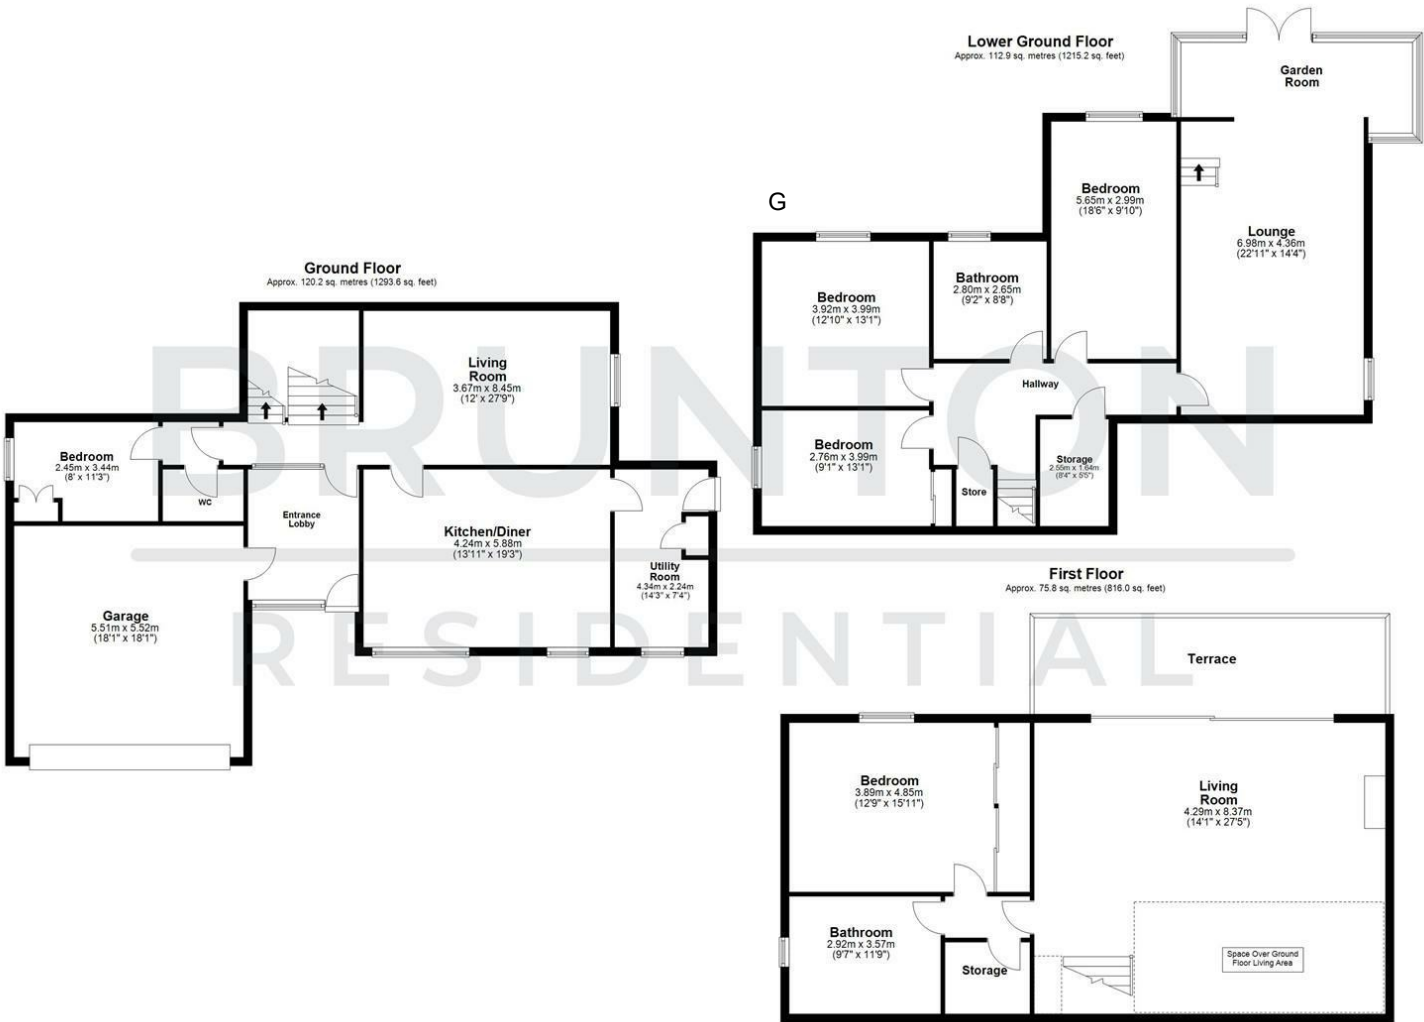 Lower Ground Floor
Approx. 112.9 sq. metres (1215.2 sq. feet)
Garden
Room
Bedroom
5.65m x 2.99m
(18'6" x 9'10")
G
Lounge
6.98m x 4.36m
(22'11" x 14'4")
Bathroom
2.80m x 2.65m
(9'2" x 8'8")
Bedroom
3.92m x 3.99m
(12'10" x 13'1")
Hallway
Bedroom
2.76m x 3.99m
(9'1" x 13'1")
Storage
2.55m x 1.64m
(8'4" x 5'5")
Store
Ground Floor
Approx. 120.2 sq. metres (1293.6 sq. feet)
Living
Room
3.67m x 8.45m
(12' x 27'9")
Bedroom
2.45m x 3.44m
(8' x 11'3")
WC
Entrance
Lobby
Kitchen/Diner
4.24m x 5.88m
(13'11" x 19'3")
Utility
Room
4.34m x 2.24m
(14'3" x 7'4")
Garage
5.51m x 5.52m
(18'1" x 18'1")
First Floor
Approx. 75.8 sq. metres (816.0 sq. feet)
Terrace
Bedroom
3.89m x 4.85m
(12'9" x 15'11")
Living
Room
4.29m x 8.37m
(14'1" x 27'5")
Bathroom
2.92m x 3.57m
(9'7" x 11'9")
Storage
Space Over Ground
Floor Living Area
BRUNTON
RESIDENTIAL